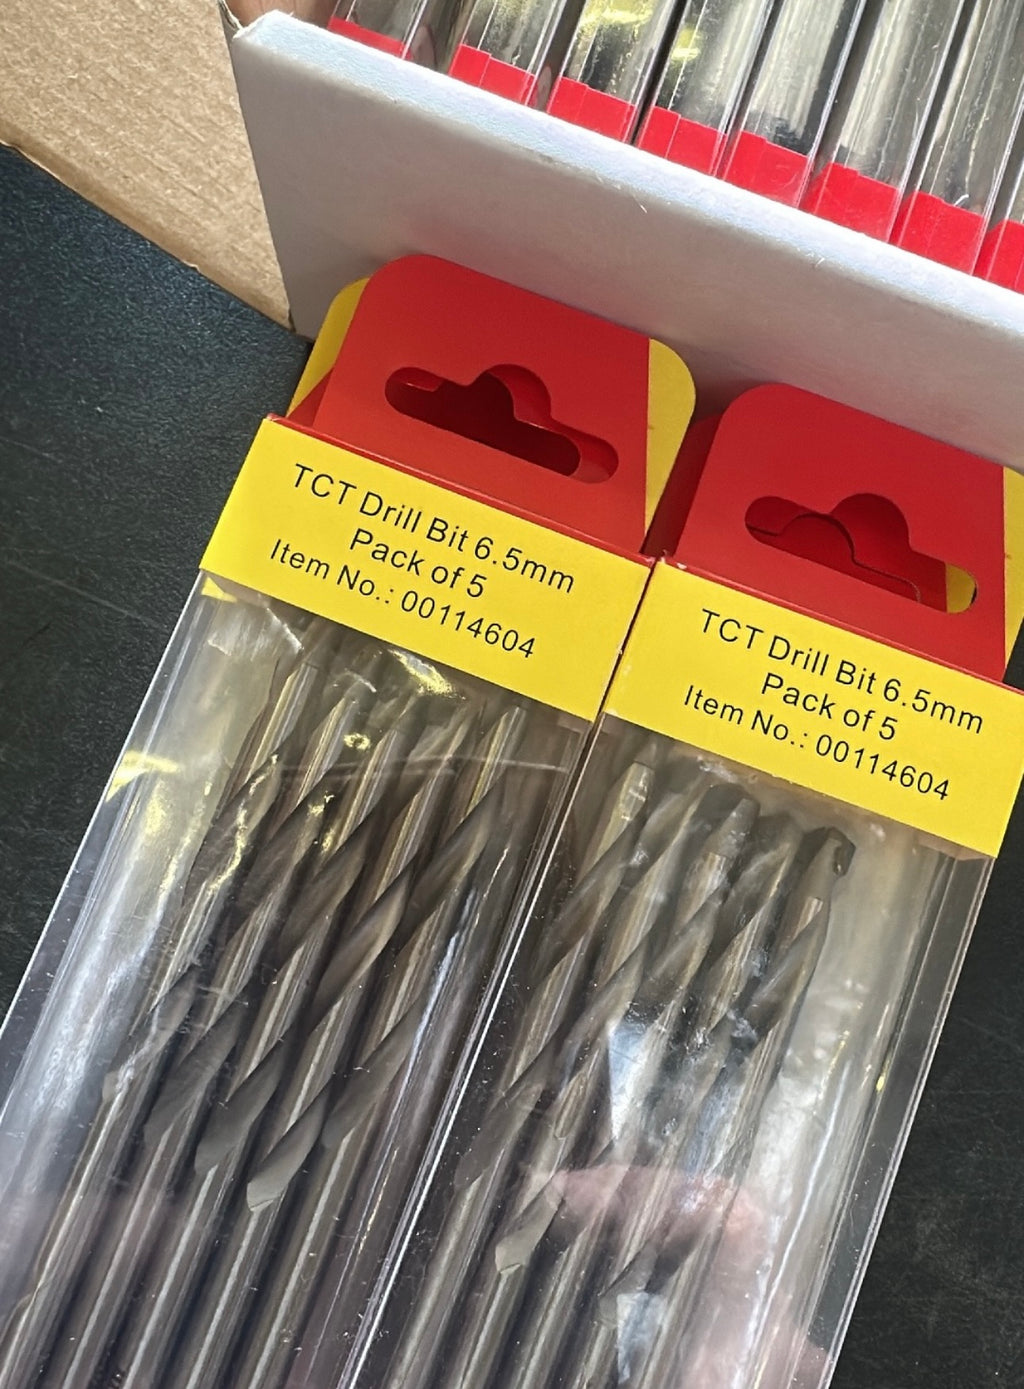 TCT Drill Bit 6.5mm
Pack of 5
Item No.: 00114604
TCT Drill Bit 6.5mm
Pack of 5
Item No.: 00114604